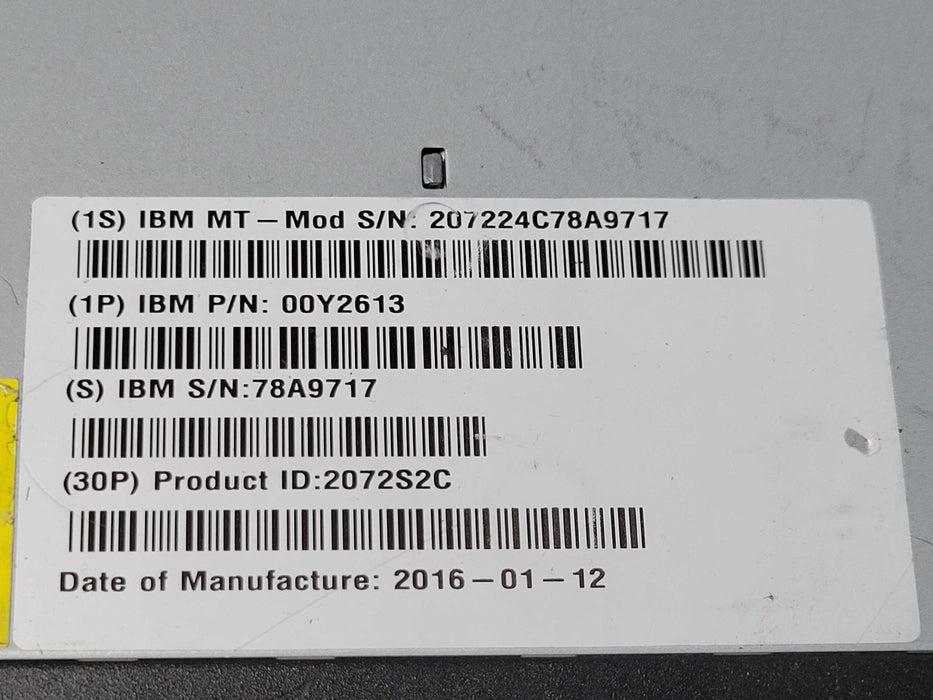 (1S) IBM MT-Mod S/N: 207224C78A9717
(1P) IBM P/N: 00Y2613
(S) IBM S/N:78A9717
(30P) Product ID:2072S2C
Date of Manufacture: 2016-01-12